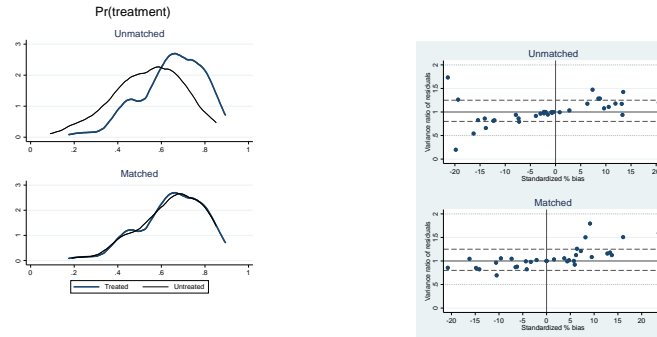 Pr(treatment)
Unmatched
3
2
1
0
0 .2 .4 .6 .8 1
Matched
3
2
1
0
0 .2 .4 .6 .8 1
Treated Untreated
Unmatched
Variance ratio of residuals
2
1.5
1
.5
0
-20 -15 -10 -5 0 5 10 15 20
Standardized % bias
Matched
Variance ratio of residuals
2
1.5
1
.5
0
-20 -15 -10 -5 0 5 10 15 20
Standardized % bias